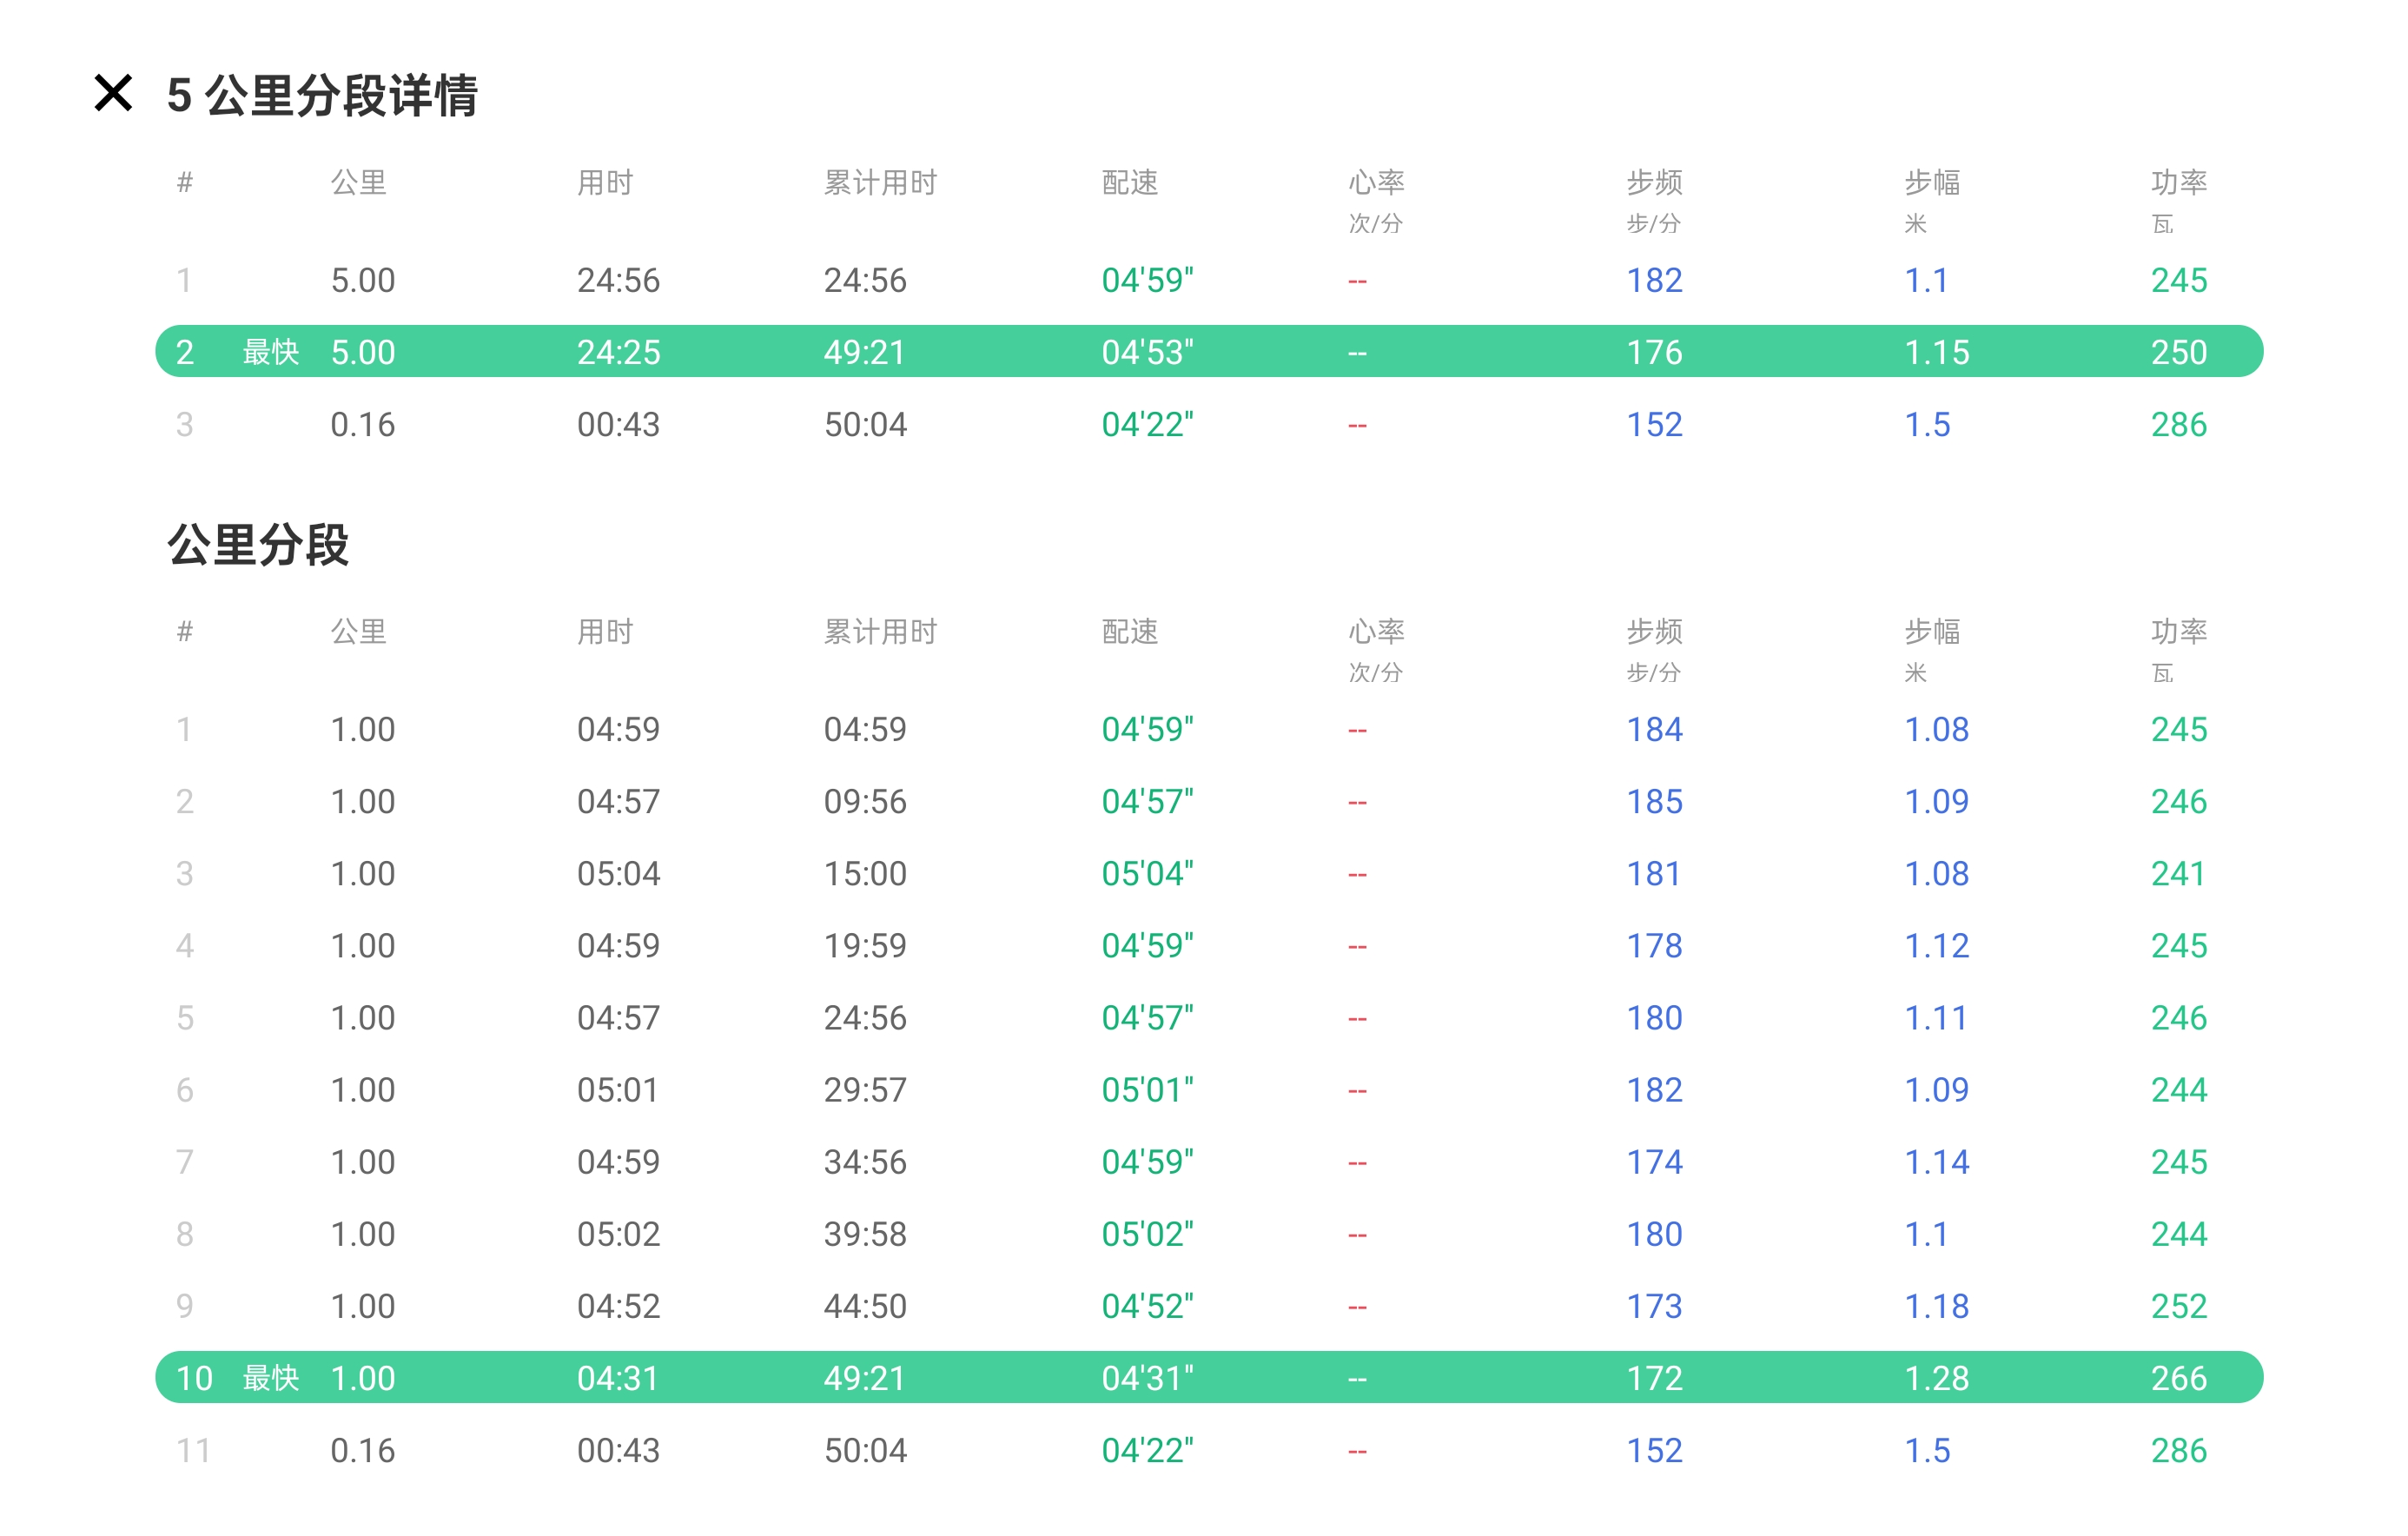 5 公里分段详情
# 公里 用时 累计用时 配速 心率 步频 步幅 功率
次/分 步/分 米 瓦
1 5.00 24:56 24:56 04'59" -- 182 1.1 245
2 最快 5.00 24:25 49:21 04'53" -- 176 1.15 250
3 0.16 00:43 50:04 04'22" -- 152 1.5 286
公里分段
# 公里 用时 累计用时 配速 心率 步频 步幅 功率
次/分 步/分 米 瓦
1 1.00 04:59 04:59 04'59" -- 184 1.08 245
2 1.00 04:57 09:56 04'57" -- 185 1.09 246
3 1.00 05:04 15:00 05'04" -- 181 1.08 241
4 1.00 04:59 19:59 04'59" -- 178 1.12 245
5 1.00 04:57 24:56 04'57" -- 180 1.11 246
6 1.00 05:01 29:57 05'01" -- 182 1.09 244
7 1.00 04:59 34:56 04'59" -- 174 1.14 245
8 1.00 05:02 39:58 05'02" -- 180 1.1 244
9 1.00 04:52 44:50 04'52" -- 173 1.18 252
10 最快 1.00 04:31 49:21 04'31" -- 172 1.28 266
11 0.16 00:43 50:04 04'22" -- 152 1.5 286